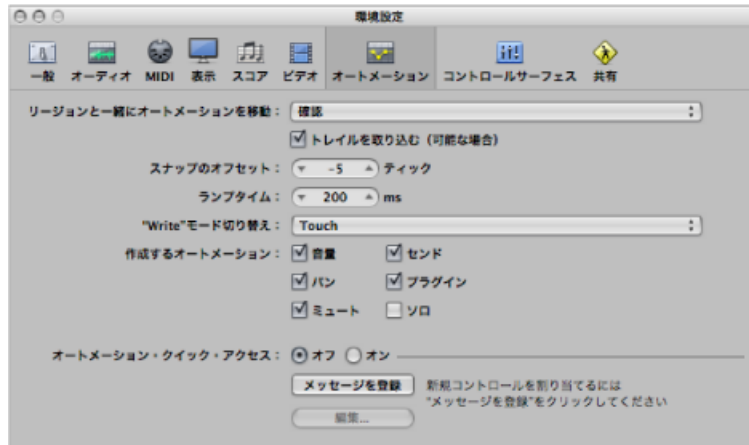 環境設定
一般 オーディオ MIDI 表示 スコア ビデオ オートメーション コントロールサーフェス 共有
リージョンと一緒にオートメーションを移動： 確認
トレイルを取り込む（可能な場合）
スナップのオフセット： -5 ティック
ランプタイム： 200 ms
"Write"モード切り替え： Touch
作成するオートメーション： 音量 センド
パン プラグイン
ミュート ソロ
オートメーション・クイック・アクセス： オフ オン
メッセージを登録 新規コントロールを割り当てるには
"メッセージを登録"をクリックしてください
編集...